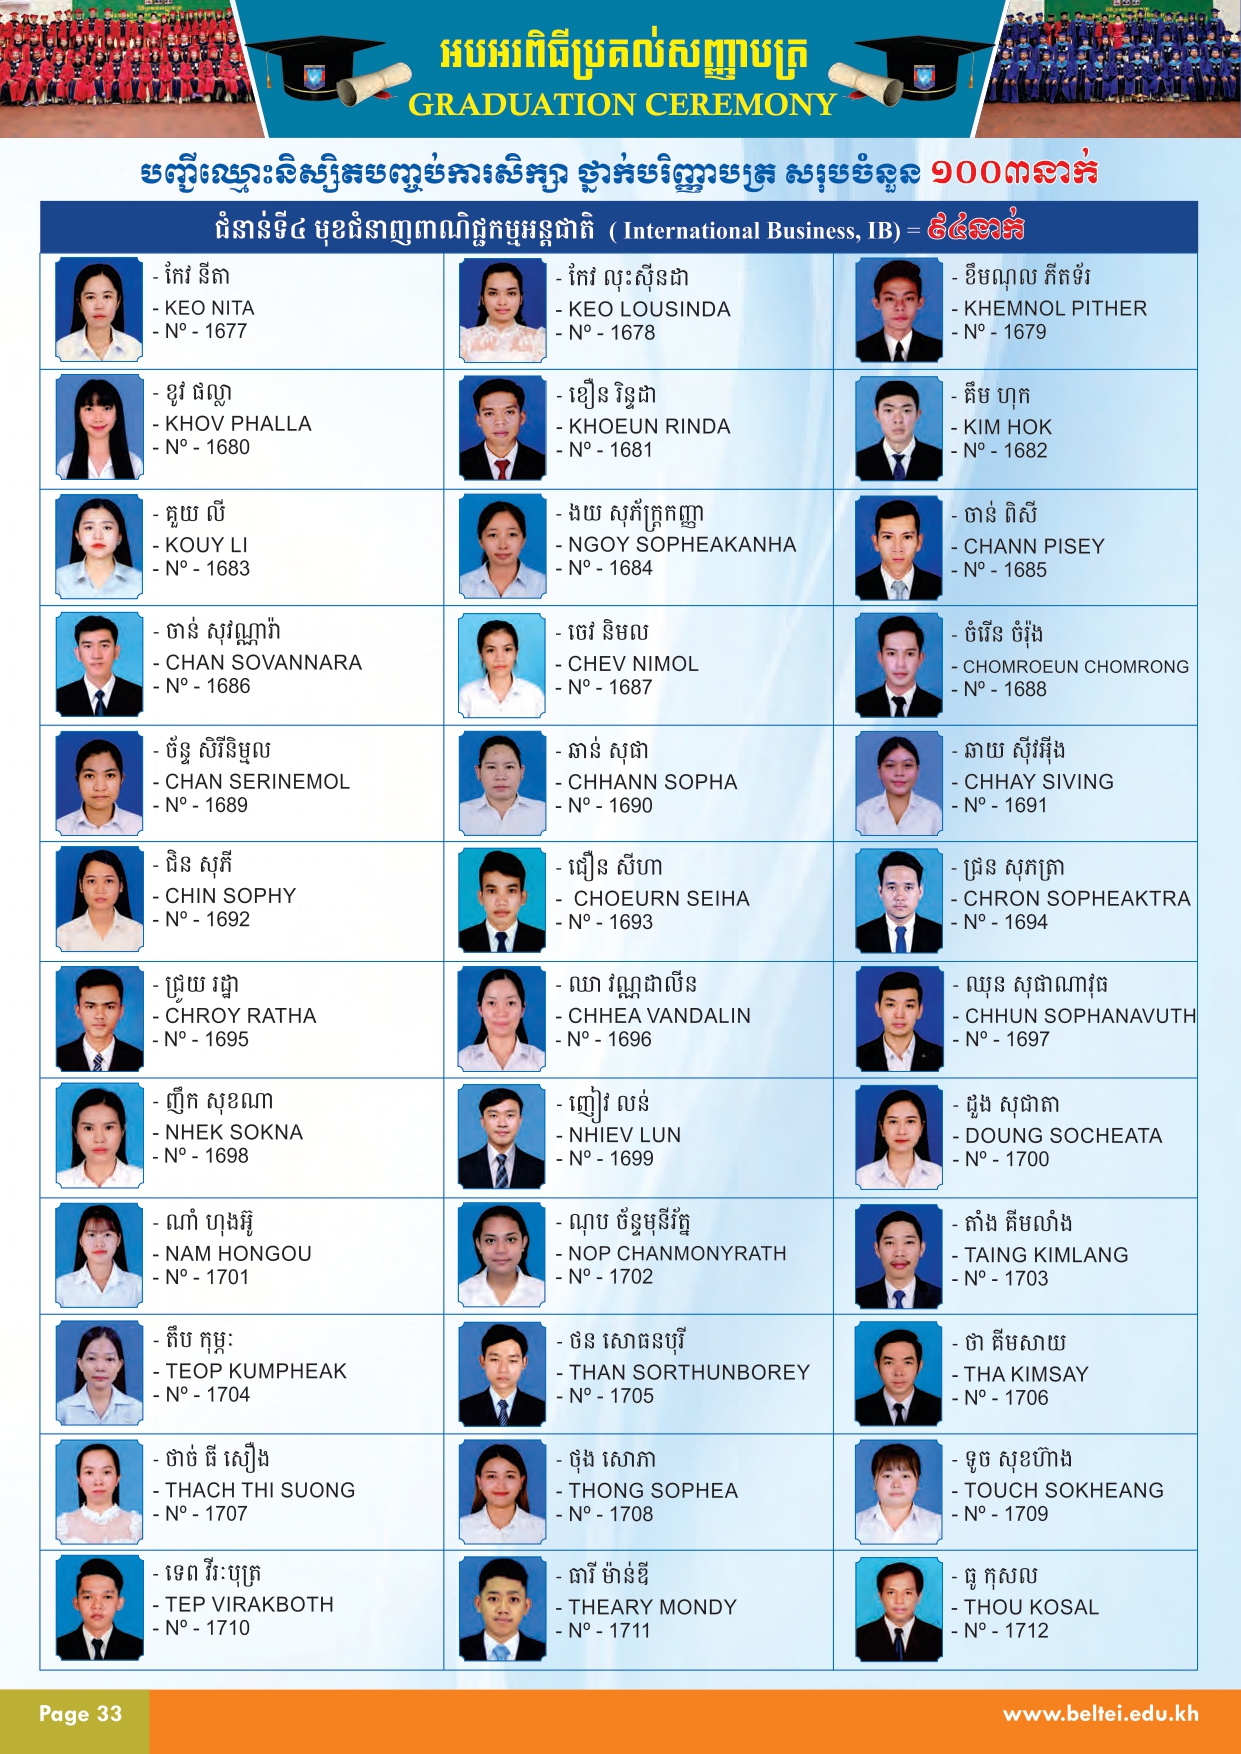 អបអរពិធីប្រគល់សញ្ញាបត្រ
GRADUATION CEREMONY
បញ្ជីឈ្មោះនិស្សិតបញ្ចប់ការសិក្សា ថ្នាក់បរិញ្ញាបត្រ សរុបចំនួន ១០០៣នាក់
ជំនាន់ទី៤ មុខជំនាញពាណិជ្ជកម្មអន្តជាតិ ( International Business, IB) = ៩៤នាក់
- កែវ នីតា
- KEO NITA
- Nº - 1677
- កែវ លុះស៊ីនដា
- KEO LOUSINDA
- Nº - 1678
- ខឹមណុល ភីតទ័រ
- KHEMNOL PITHER
- Nº - 1679
- ខូវ ផល្លា
- KHOV PHALLA
- Nº - 1680
- ខឿន រិន្ទដា
- KHOEUN RINDA
- Nº - 1681
- គឹម ហុក
- KIM HOK
- Nº - 1682
- គួយ លី
- KOUY LI
- Nº - 1683
- ងយ សុភ័ក្ត្រកញ្ញា
- NGOY SOPHEAKANHA
- Nº - 1684
- ចាន់ ពិសី
- CHANN PISEY
- Nº - 1685
- ចាន់ សុវណ្ណារ៉ា
- CHAN SOVANNARA
- Nº - 1686
- ចេវ និមល
- CHEV NIMOL
- Nº - 1687
- ចំរើន ចំរ៉ុង
- CHOMROEUN CHOMRONG
- Nº - 1688
- ច័ន្ទ សិរីនិម្មល
- CHAN SERINEMOL
- Nº - 1689
- ឆាន់ សុផា
- CHHANN SOPHA
- Nº - 1690
- ឆាយ ស៊ីវអ៊ីង
- CHHAY SIVING
- Nº - 1691
- ជិន សុភី
- CHIN SOPHY
- Nº - 1692
- ជឿន សីហា
- CHOEURN SEIHA
- Nº - 1693
- ជ្រន សុភត្រា
- CHRON SOPHEAKTRA
- Nº - 1694
- ជ្រូយ រដ្ឋា
- CHROY RATHA
- Nº - 1695
- ឈា វណ្ណដាលីន
- CHHEA VANDALIN
- Nº - 1696
- ឈុន សុផាណាវុធ
- CHHUN SOPHANAVUTH
- Nº - 1697
- ញឹក សុខណា
- NHEK SOKNA
- Nº - 1698
- ញៀវ លន់
- NHIEV LUN
- Nº - 1699
- ដួង សុជាតា
- DOUNG SOCHEATA
- Nº - 1700
- ណាំ ហុងអ៊ូ
- NAM HONGOU
- Nº - 1701
- ណុប ច័ន្ទមុនីរ័ត្ន
- NOP CHANMONYRATH
- Nº - 1702
- តាំង គីមលាំង
- TAING KIMLANG
- Nº - 1703
- តឹប កុម្ភៈ
- TEOP KUMPHEAK
- Nº - 1704
- ថន សោធនបុរី
- THAN SORTHUNBOREY
- Nº - 1705
- ថា គីមសាយ
- THA KIMSAY
- Nº - 1706
- ថាច់ ធី សឿង
- THACH THI SUONG
- Nº - 1707
- ថុង សោភា
- THONG SOPHEA
- Nº - 1708
- ទូច សុខហ៊ាង
- TOUCH SOKHEANG
- Nº - 1709
- ទេព វីរៈបុត្រ
- TEP VIRAKBOTH
- Nº - 1710
- ធារី ម៉ាន់ឌី
- THEARY MONDY
- Nº - 1711
- ធូ កុសល
- THOU KOSAL
- Nº - 1712
Page 33
www.beltei.edu.kh